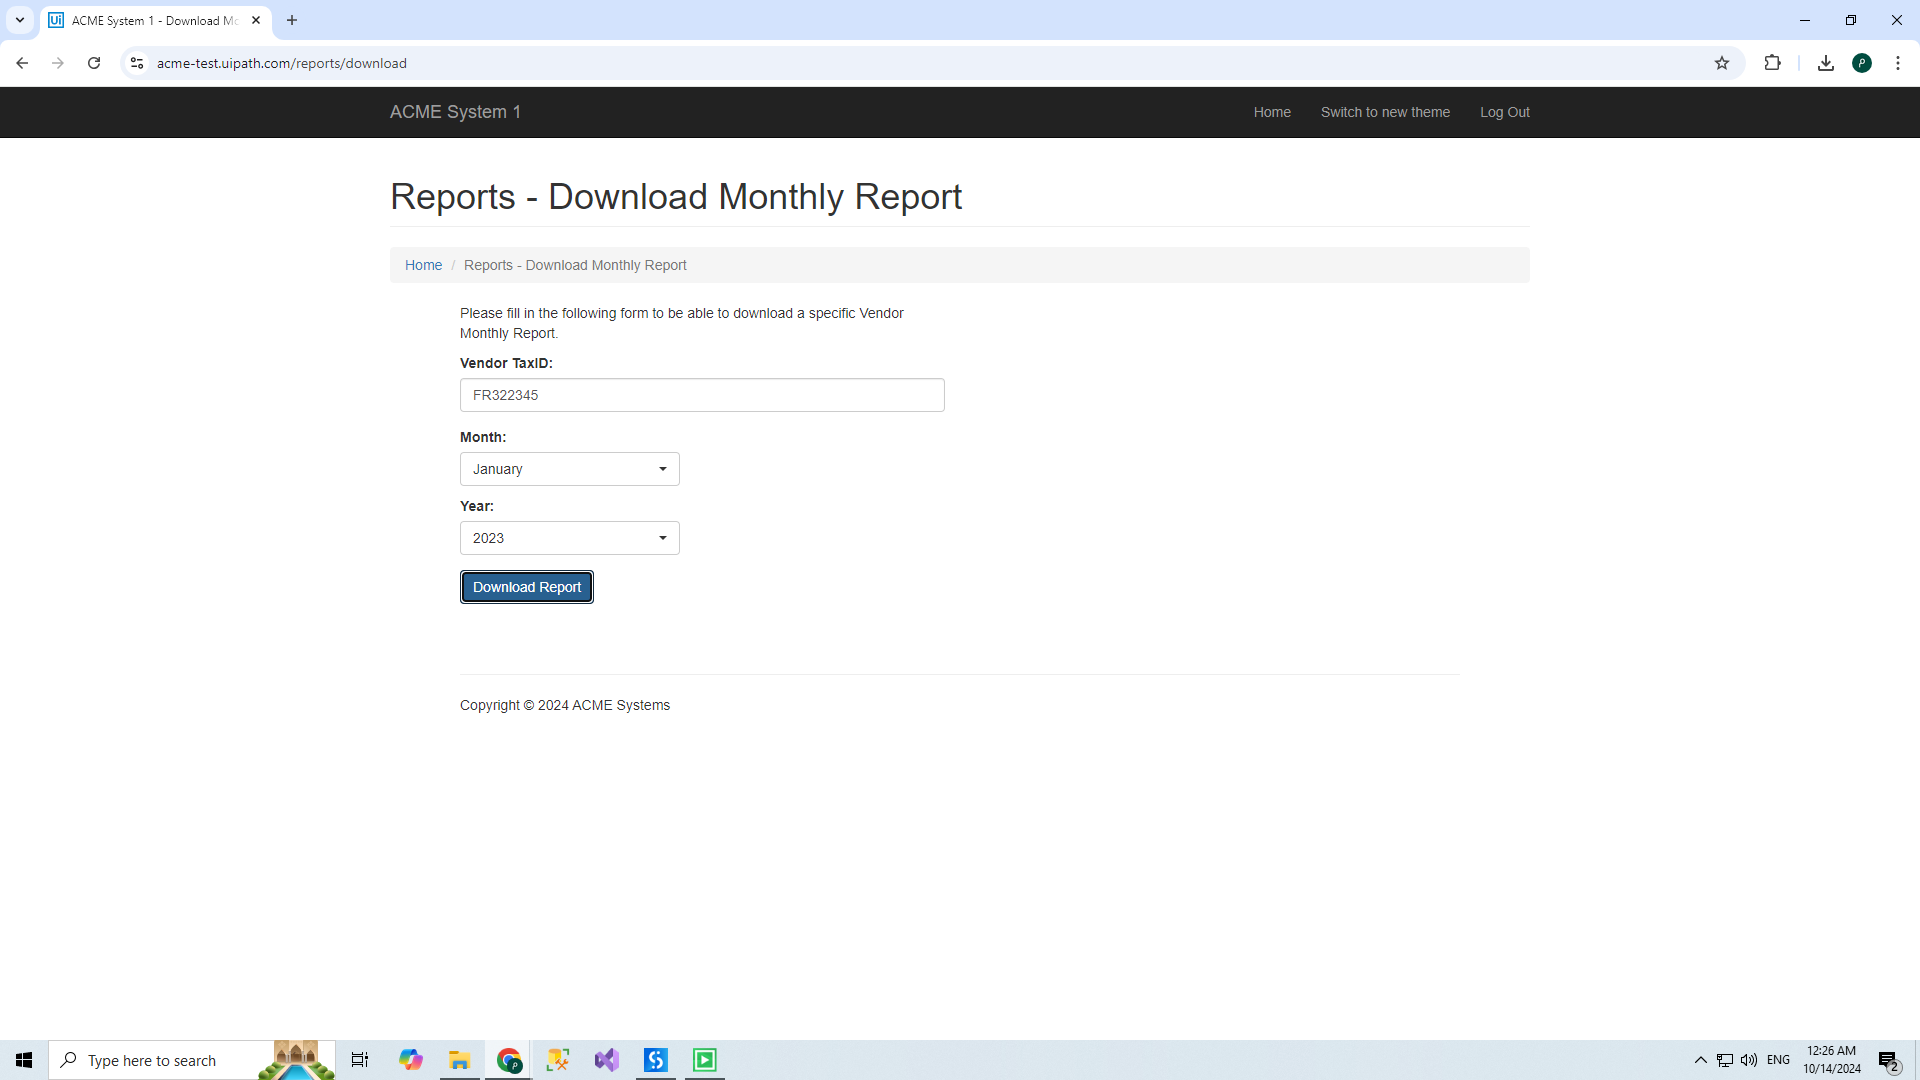 ACME System 1 - Download Mo
acme-test.uipath.com/reports/download
ACME System 1
Home
Switch to new theme
Log Out
Reports - Download Monthly Report
Home / Reports - Download Monthly Report
Please fill in the following form to be able to download a specific Vendor
Monthly Report.
Vendor TaxID:
FR322345
Month:
January
Year:
2023
Download Report
Copyright © 2024 ACME Systems
Type here to search
ENG
12:26 AM
10/14/2024
2